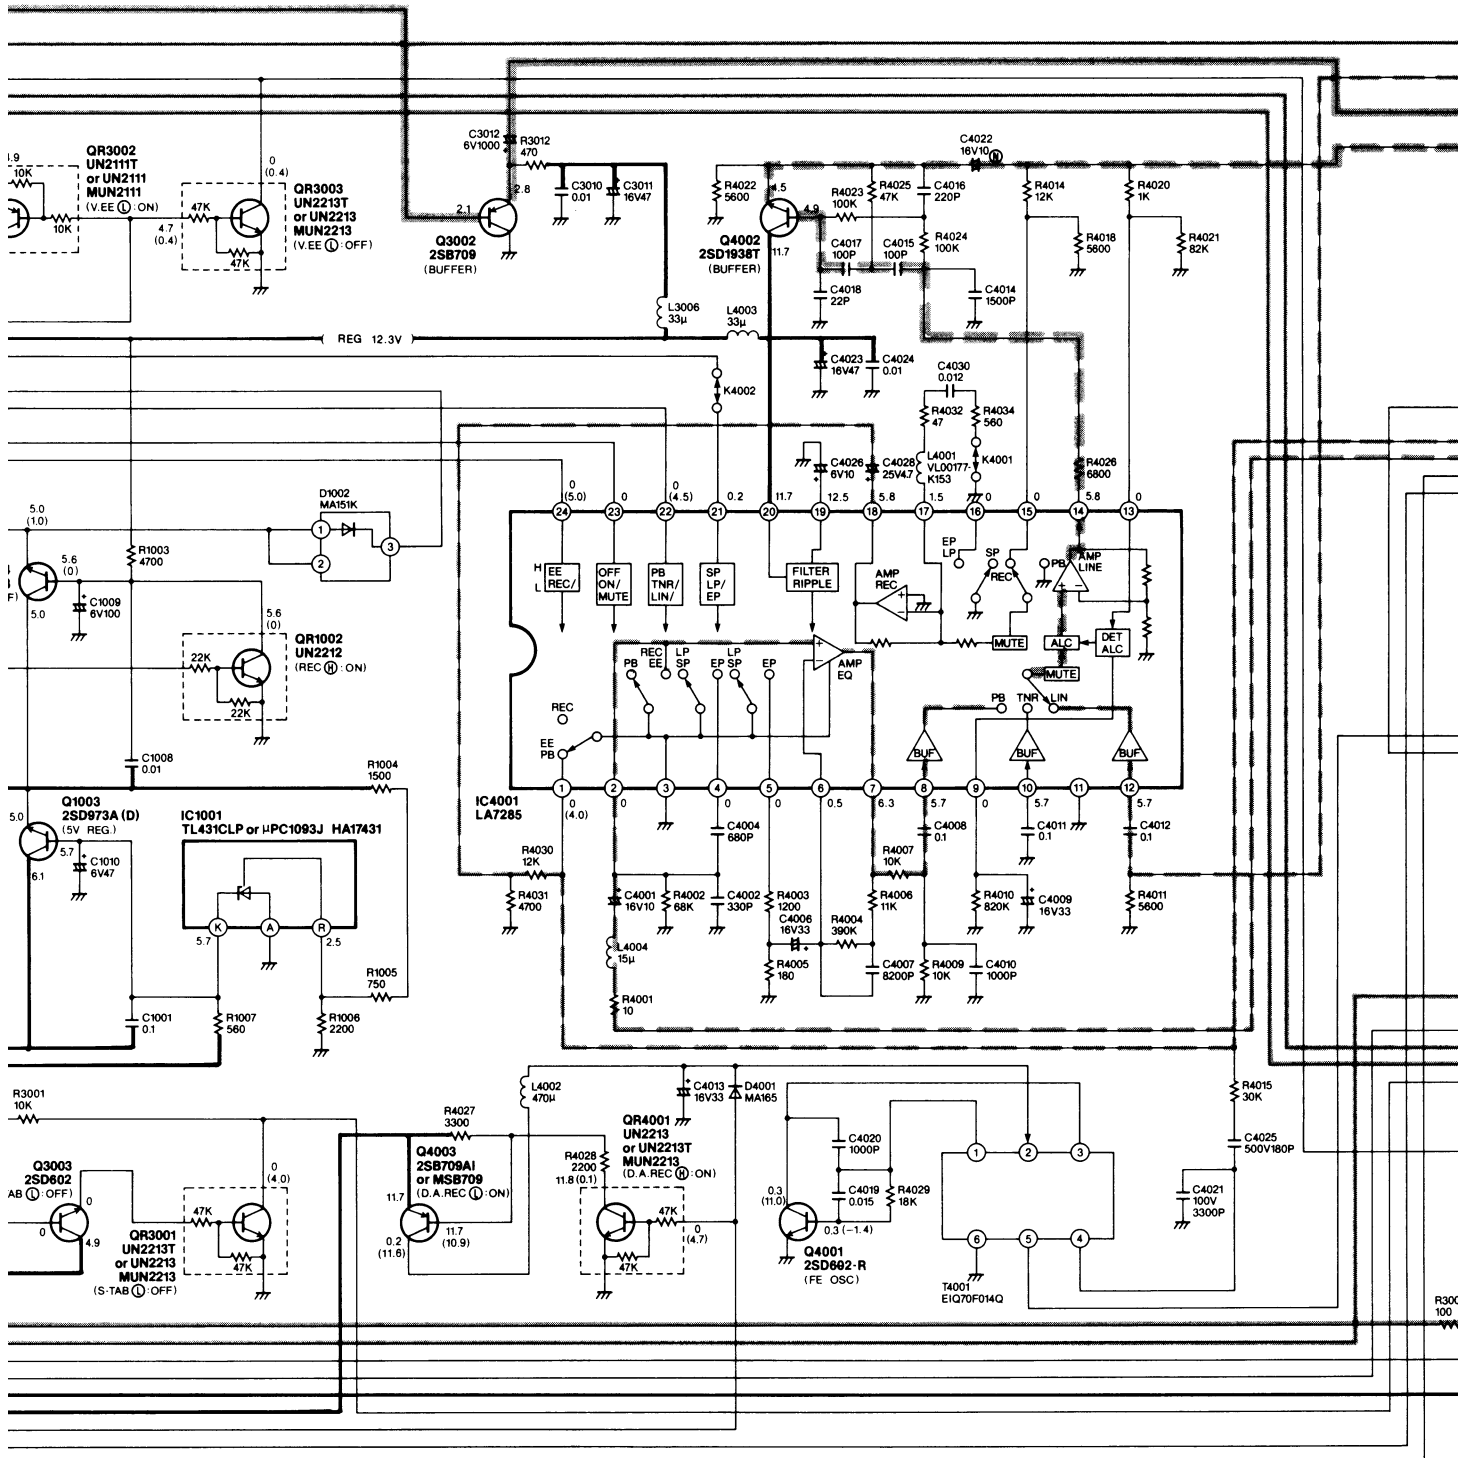 C4022
16V10 N
C3012
6V1000
R3012
470
QR3002
UN2111T
or UN2111
MUN2111
(V.EE L : ON)
10K
10K
0
(0.4)
QR3003
UN2213T
or UN2213
MUN2213
(V.EE L : OFF)
47K
47K
4.7
(0.4)
2.8
2.1
Q3002
2SB709
(BUFFER)
C3010
0.01
C3011
16V47
R4022
5600
4.5
4.9
11.7
Q4002
2SD1938T
(BUFFER)
R4023
100K
R4025
47K
C4016
220P
R4014
12K
R4020
1K
C4017
100P
C4015
100P
R4024
100K
R4018
5600
R4021
82K
C4018
22P
C4014
1500P
L3006
33μ
L4003
33μ
( REG 12.3V )
C4023
16V47
C4024
0.01
K4002
C4030
0.012
R4032
47
R4034
560
L4001
VL00177-
K153
K4001
C4026
6V10
C4028
25V4.7
R4026
6800
D1002
MA151K
1
2
3
5.0
(1.0)
5.6
(0)
R1003
4700
C1009
6V100
5.0
5.6
(0)
QR1002
UN2212
(REC H : ON)
22K
22K
0
(5.0)
0
0
(4.5)
0.2
11.7
12.5
5.8
1.5
0
0
5.8
0
24 23 22 21 20 19 18 17 16 15 14 13
H
L
EE
REC/
OFF
ON/
MUTE
PB
TNR/
LIN/
SP
LP/
EP
FILTER
RIPPLE
AMP
REC
EP
LP
SP
REC
PB
AMP
LINE
MUTE
ALC
DET
ALC
MUTE
PB
REC
EE
LP
SP
EP
LP
SP
EP
AMP
EQ
REC
EE
PB
PB TNR LIN
BUF
BUF
BUF
1 2 3 4 5 6 7 8 9 10 11 12
IC4001
LA7285
0
(4.0)
0
0
0
0.5
6.3
5.7
0
5.7
5.7
C1008
0.01
R1004
1500
Q1003
2SD973A (D)
(5V REG.)
5.0
5.7
6.1
C1010
6V47
IC1001
TL431CLP or μPC1093J HA17431
K
A
R
5.7
2.5
R1005
750
C1001
0.1
R1007
560
R1006
2200
R4030
12K
R4031
4700
C4004
680P
C4001
16V10
R4002
68K
C4002
330P
R4003
1200
C4006
16V33
R4004
390K
R4005
180
R4007
10K
R4006
11K
C4007
8200P
C4008
0.1
R4009
10K
C4010
1000P
R4010
820K
C4011
0.1
C4009
16V33
C4012
0.1
R4011
5600
L4004
15μ
R4001
10
R3001
10K
Q3003
2SD602
AB L : OFF)
0
0
4.9
0
(4.0)
47K
47K
QR3001
UN2213T
or UN2213
MUN2213
(S-TAB L : OFF)
R4027
3300
L4002
470μ
Q4003
2SB709AI
or MSB709
(D.A.REC L : ON)
11.7
0.2
(11.6)
11.7
(10.9)
C4013
16V33
D4001
MA165
QR4001
UN2213
or UN2213T
MUN2213
(D.A.REC H : ON)
R4028
2200
11.8 (0.1)
47K
47K
0
(4.7)
0.3
(11.0)
0.3 (-1.4)
Q4001
2SD602-R
(FE OSC)
C4020
1000P
C4019
0.015
R4029
18K
1
2
3
6
5
4
T4001
EIQ70F014Q
R4015
30K
C4025
500V180P
C4021
100V
3300P
100